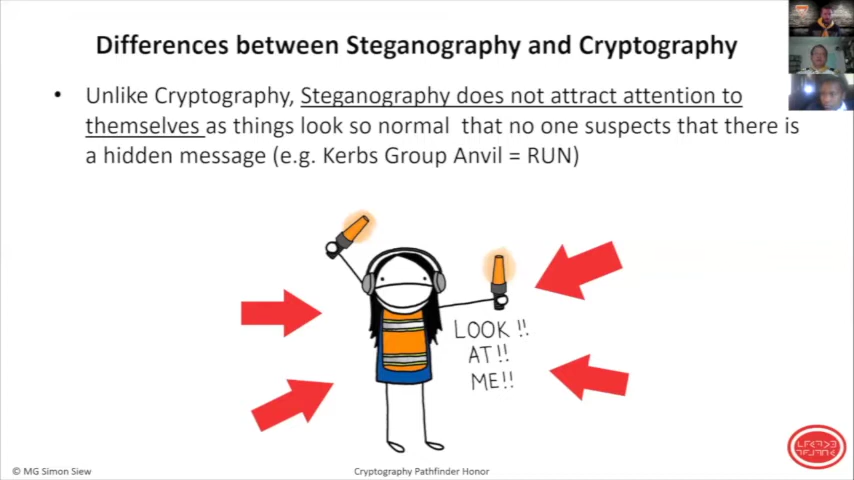 Differences between Steganography and Cryptography
• Unlike Cryptography, Steganography does not attract attention to
themselves as things look so normal that no one suspects that there is
a hidden message (e.g. Kerbs Group Anvil = RUN)
LOOK!!
AT!!
ME!!
© MG Simon Siew
Cryptography Pathfinder Honor